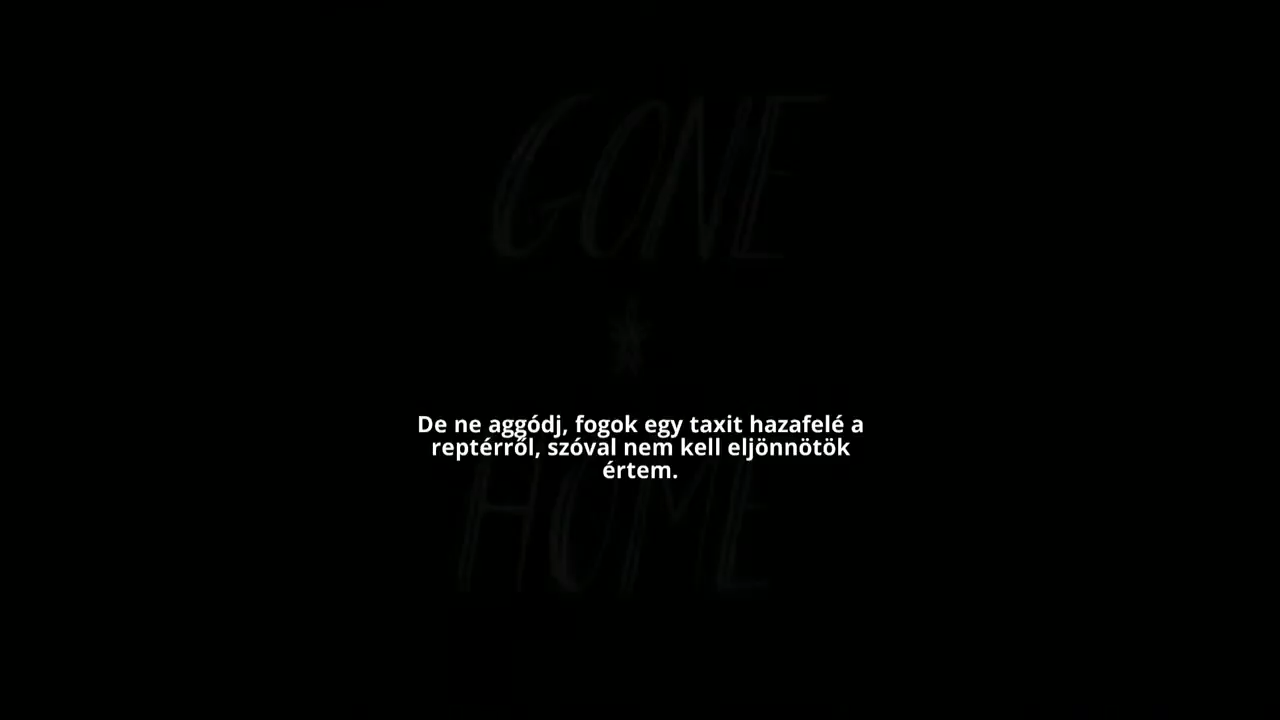 GONE
De ne aggódj, fogok egy taxit hazafelé a
reptérről, szóval nem kell eljönnötök
értem.
HOME